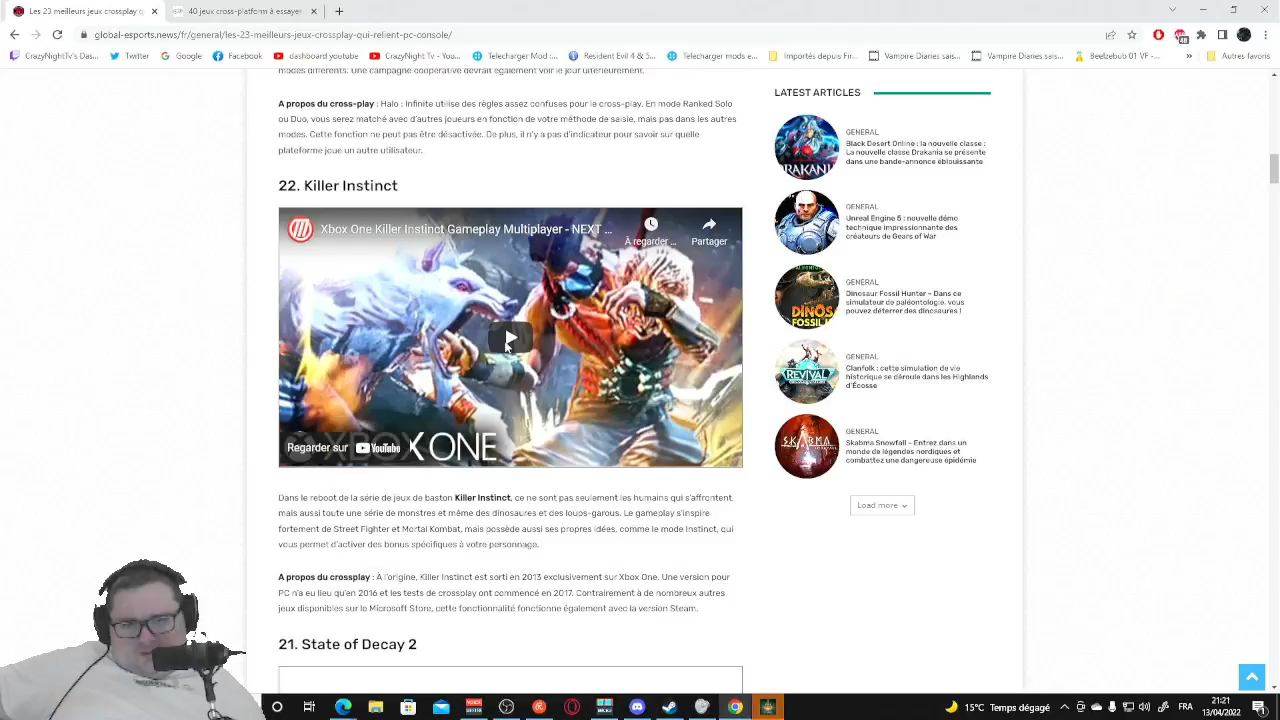 Les 23 meilleurs jeux crossplay q
40 jeux cross-plateformes
global-esports.news/fr/general/les-23-meilleurs-jeux-crossplay-qui-relient-pc-console/
CrazyNightTv - Das...
Twitter
Google
Facebook
dashboard youtube
CrazyNight Tv - You...
Telecharger Mod :...
Resident Evil 4 & 5...
Telecharger mods e...
Importés depuis Fir...
Vampire Diaries sais...
Vampire Diaries sais...
Beelzebub 01 VF -...
»
Autres favoris
modes différents. Une campagne coopérative devrait également voir le jour ultérieurement.
A propos du cross-play : Halo : Infinite utilise des règles assez confuses pour le cross-play. En mode Ranked Solo
ou Duo, vous serez matché avec d'autres joueurs en fonction de votre méthode de saisie, mais pas dans les autres
modes. Cette fonction ne peut pas être désactivée. De plus, il n'y a pas d'indicateur pour savoir sur quelle
plateforme joue un autre utilisateur.
22. Killer Instinct
Xbox One Killer Instinct Gameplay Multiplayer - NEXT ...
À regarder ...
Partager
Regarder sur YouTube
X ONE
Dans le reboot de la série de jeux de baston Killer Instinct, ce ne sont pas seulement les humains qui s'affrontent,
mais aussi toute une série de monstres et même des dinosaures et des loups-garous. Le gameplay s'inspire
fortement de Street Fighter et Mortal Kombat, mais possède aussi ses propres idées, comme le mode Instinct, qui
vous permet d'activer des bonus spécifiques à votre personnage.
A propos du crossplay : À l'origine, Killer Instinct est sorti en 2013 exclusivement sur Xbox One. Une version pour
PC n'a eu lieu qu'en 2016 et les tests de crossplay ont commencé en 2017. Contrairement à de nombreux autres
jeux disponibles sur le Microsoft Store, cette fonctionnalité fonctionne également avec la version Steam.
21. State of Decay 2
LATEST ARTICLES
DRAKANIA
GENERAL
Black Desert Online : la nouvelle classe :
La nouvelle classe Drakania se présente
dans une bande-annonce éblouissante
GENERAL
Unreal Engine 5 : nouvelle démo
technique impressionnante des
créateurs de Gears of War
DINOS
FOSSIL
GENERAL
Dinosaur Fossil Hunter – Dans ce
simulateur de paléontologie, vous
pouvez déterrer des dinosaures !
REVIVAL
GENERAL
Clanfolk : cette simulation de vie
historique se déroule dans les Highlands
d'Écosse
SKABMA
GENERAL
Skabma Snowfall – Entrez dans un
monde de légendes nordiques et
combattez une dangereuse épidémie
Load more
15°C Temps dégagé
FRA
21:21
13/04/2022